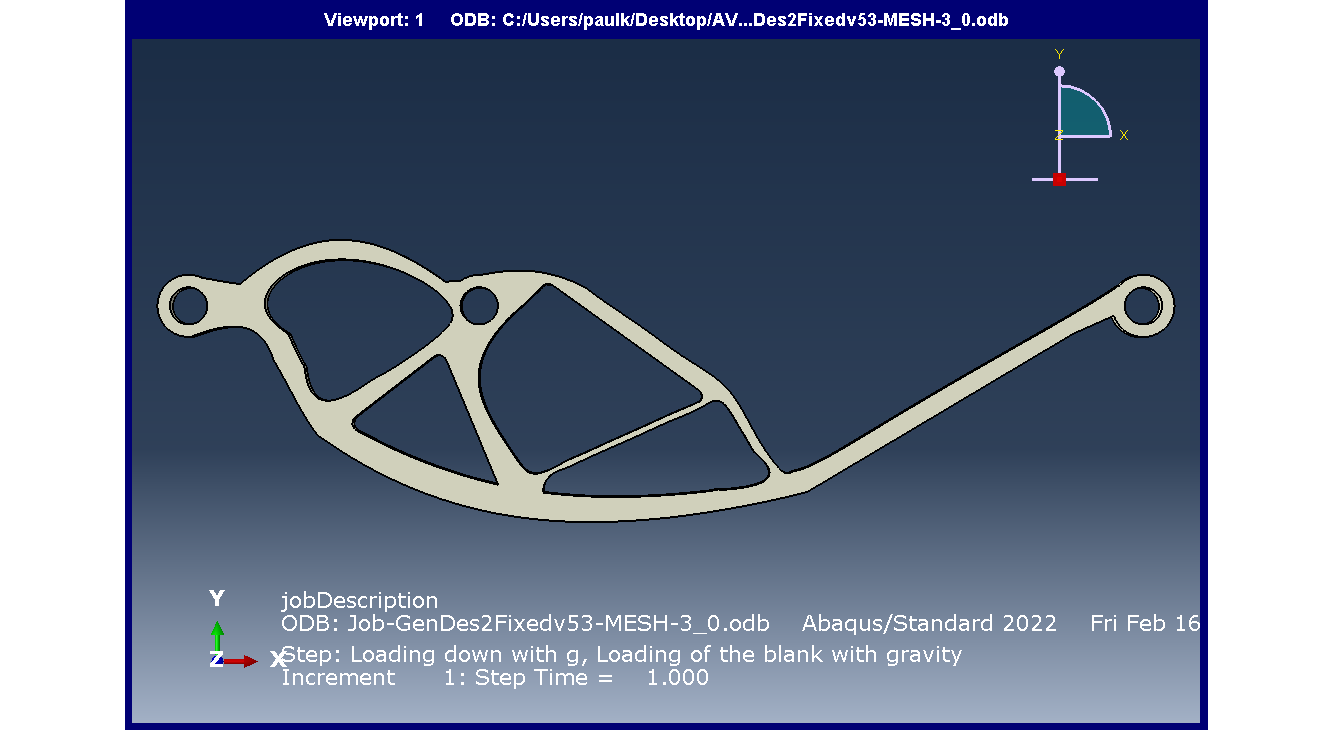 Viewport: 1 ODB: C:/Users/paulk/Desktop/AV...Des2Fixedv53-MESH-3_0.odb
Y
Z X
Y
Z X
jobDescription
ODB: Job-GenDes2Fixedv53-MESH-3_0.odb Abaqus/Standard 2022 Fri Feb 16
Step: Loading down with g, Loading of the blank with gravity
Increment 1: Step Time = 1.000